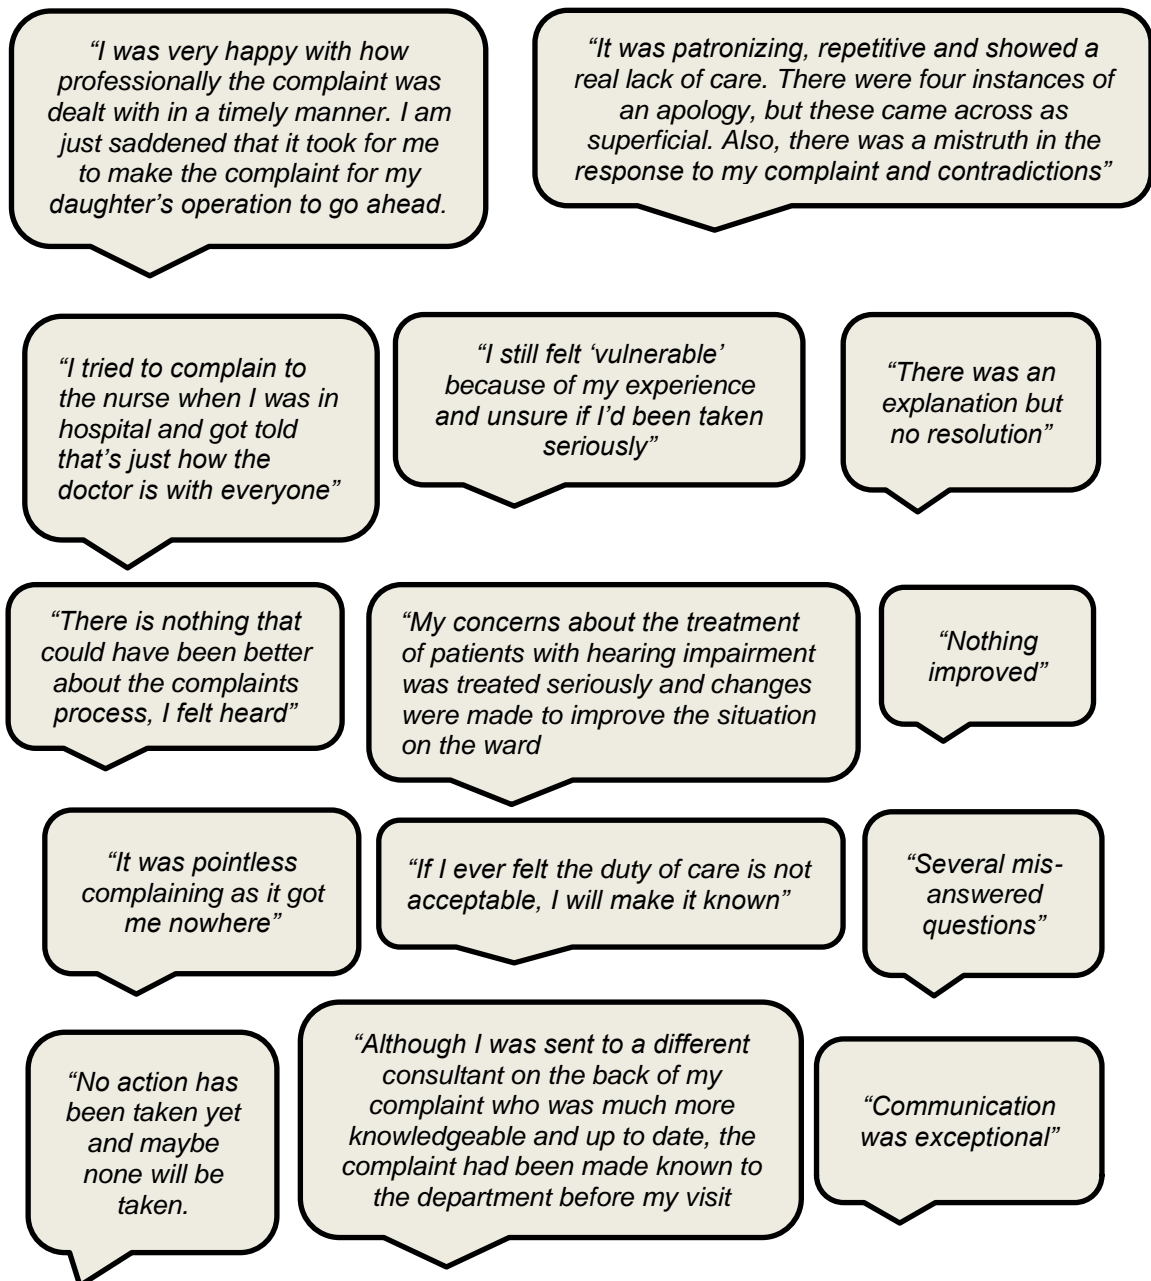 “I was very happy with how
professionally the complaint was
dealt with in a timely manner. I am
just saddened that it took for me
to make the complaint for my
daughter’s operation to go ahead.
“It was patronizing, repetitive and showed a
real lack of care. There were four instances of
an apology, but these came across as
superficial. Also, there was a mistruth in the
response to my complaint and contradictions”
“I tried to complain to
the nurse when I was in
hospital and got told
that’s just how the
doctor is with everyone”
“I still felt ‘vulnerable’
because of my experience
and unsure if I’d been taken
seriously”
“There was an
explanation but
no resolution”
“There is nothing that
could have been better
about the complaints
process, I felt heard”
“My concerns about the treatment
of patients with hearing impairment
was treated seriously and changes
were made to improve the situation
on the ward
“Nothing
improved”
“It was pointless
complaining as it got
me nowhere”
“If I ever felt the duty of care is not
acceptable, I will make it known”
“Several mis-
answered
questions”
“No action has
been taken yet
and maybe
none will be
taken.
“Although I was sent to a different
consultant on the back of my
complaint who was much more
knowledgeable and up to date, the
complaint had been made known to
the department before my visit
“Communication
was exceptional”